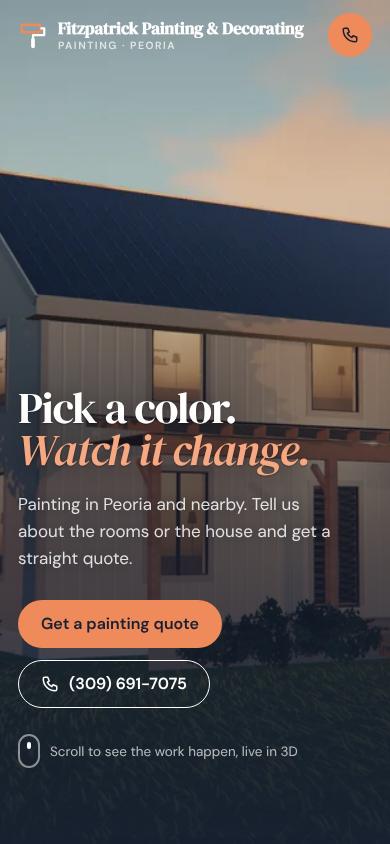 Fitzpatrick Painting & Decorating
PAINTING · PEORIA
Pick a color.
Watch it change.
Painting in Peoria and nearby. Tell us
about the rooms or the house and get a
straight quote.
Get a painting quote
(309) 691-7075
Scroll to see the work happen, live in 3D